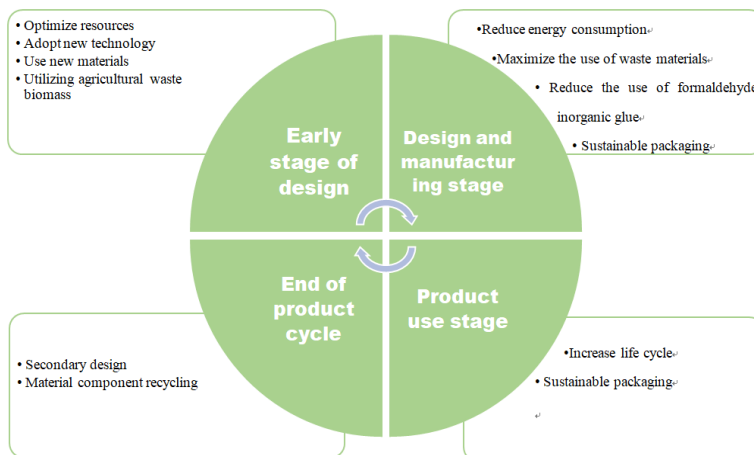 • Optimize resources
• Adopt new technology
• Use new materials
• Utilizing agricultural waste
biomass
•Reduce energy consumption↵
•Maximize the use of waste materials↵
• Reduce the use of formaldehyde
inorganic glue↵
• Sustainable packaging↵
Early
stage of
design
Design and
manufactur
ing stage
End of
product
cycle
Product
use stage
• Secondary design
• Material component recycling
•Increase life cycle↵
• Sustainable packaging↵
↵